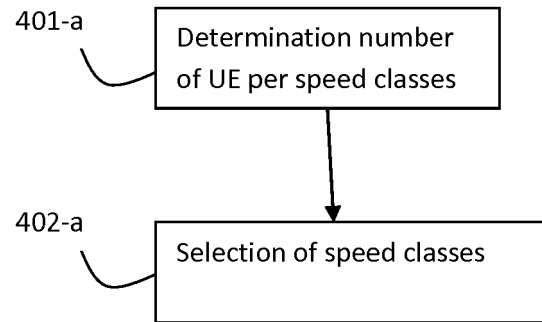 401-a
Determination number
of UE per speed classes
402-a
Selection of speed classes